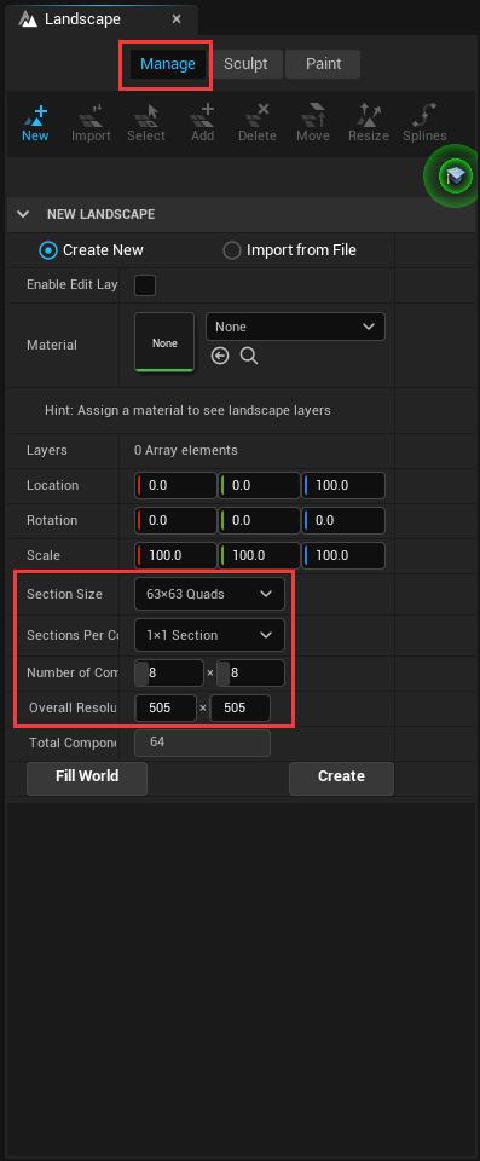 Landscape
Manage Sculpt Paint
New Import Select Add Delete Move Resize Splines
NEW LANDSCAPE
Create New Import from File
Enable Edit Lay
Material None None
Hint: Assign a material to see landscape layers
Layers 0 Array elements
Location 0.0 0.0 100.0
Rotation 0.0 0.0 0.0
Scale 100.0 100.0 100.0
Section Size 63×63 Quads
Sections Per Co 1×1 Section
Number of Com 8 × 8
Overall Resolu 505 × 505
Total Compone 64
Fill World Create